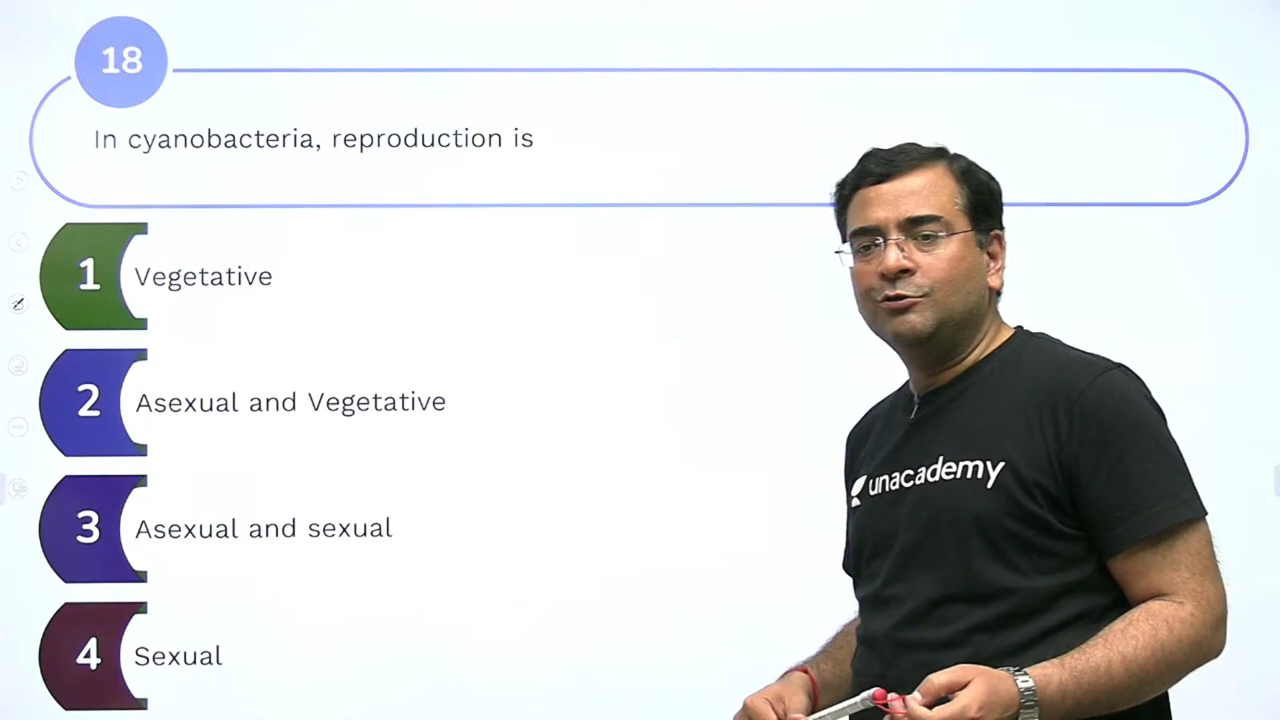 18
In cyanobacteria, reproduction is
1
Vegetative
2
Asexual and Vegetative
3
Asexual and sexual
4
Sexual
unacademy